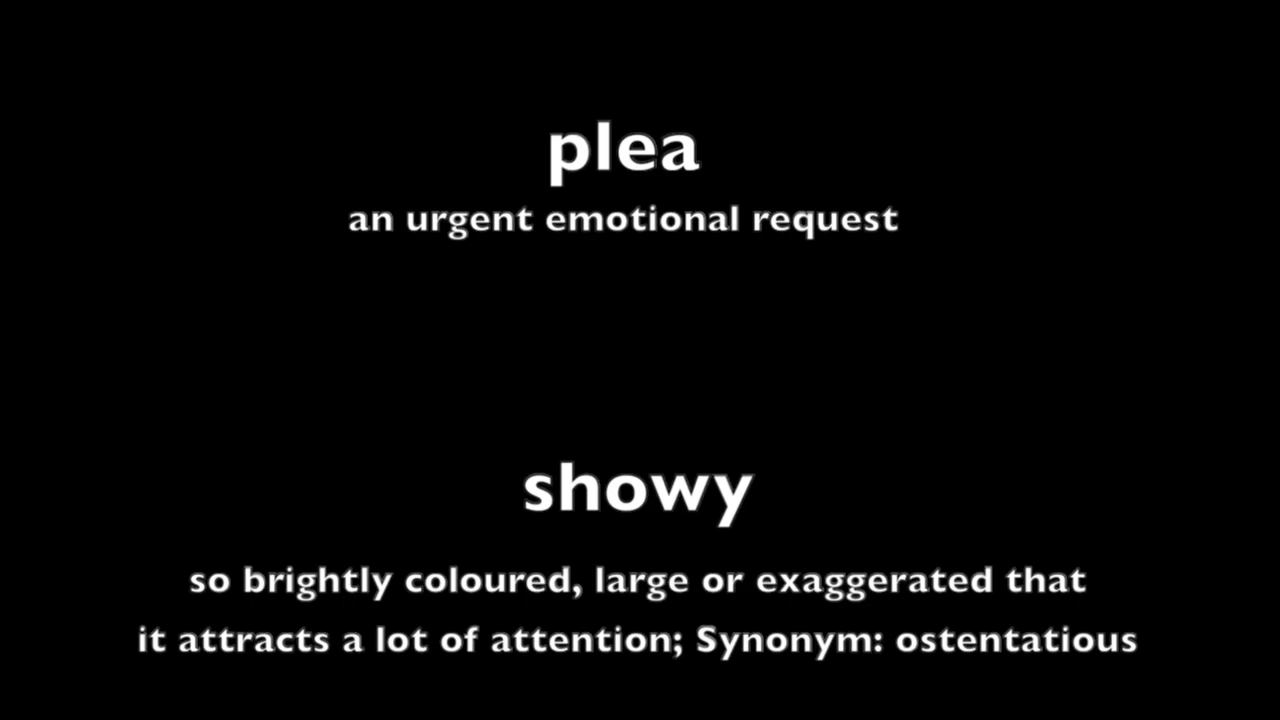 plea
an urgent emotional request
showy
so brightly coloured, large or exaggerated that
it attracts a lot of attention; Synonym: ostentatious